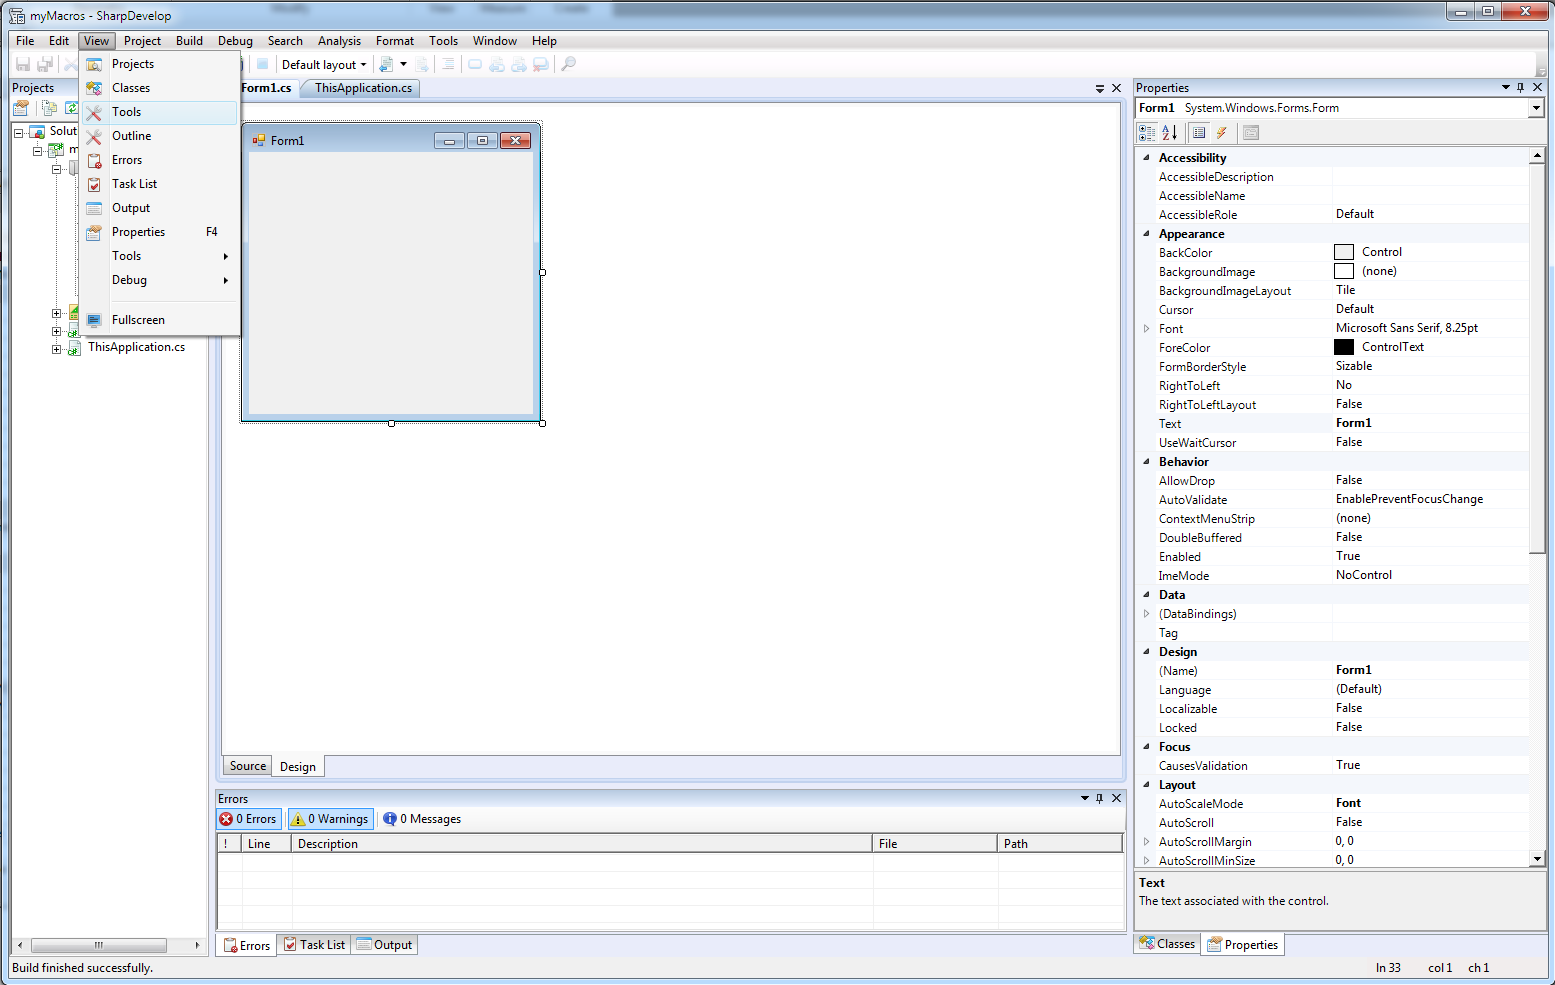 myMacros - SharpDevelop
File Edit View Project Build Debug Search Analysis Format Tools Window Help
Default layout
Projects
Classes
Tools
Outline
Errors
Task List
Output
Properties F4
Tools
Debug
Fullscreen
Projects
Solut
m
ThisApplication.cs
Form1.cs ThisApplication.cs
Form1
Source Design
Errors
0 Errors 0 Warnings 0 Messages
! Line Description File Path
Errors Task List Output
Properties
Form1 System.Windows.Forms.Form
Accessibility
AccessibleDescription
AccessibleName
AccessibleRole Default
Appearance
BackColor Control
BackgroundImage (none)
BackgroundImageLayout Tile
Cursor Default
Font Microsoft Sans Serif, 8.25pt
ForeColor ControlText
FormBorderStyle Sizable
RightToLeft No
RightToLeftLayout False
Text Form1
UseWaitCursor False
Behavior
AllowDrop False
AutoValidate EnablePreventFocusChange
ContextMenuStrip (none)
DoubleBuffered False
Enabled True
ImeMode NoControl
Data
(DataBindings)
Tag
Design
(Name) Form1
Language (Default)
Localizable False
Locked False
Focus
CausesValidation True
Layout
AutoScaleMode Font
AutoScroll False
AutoScrollMargin 0, 0
AutoScrollMinSize 0, 0
Text
The text associated with the control.
Classes Properties
Build finished successfully. ln 33 col 1 ch 1